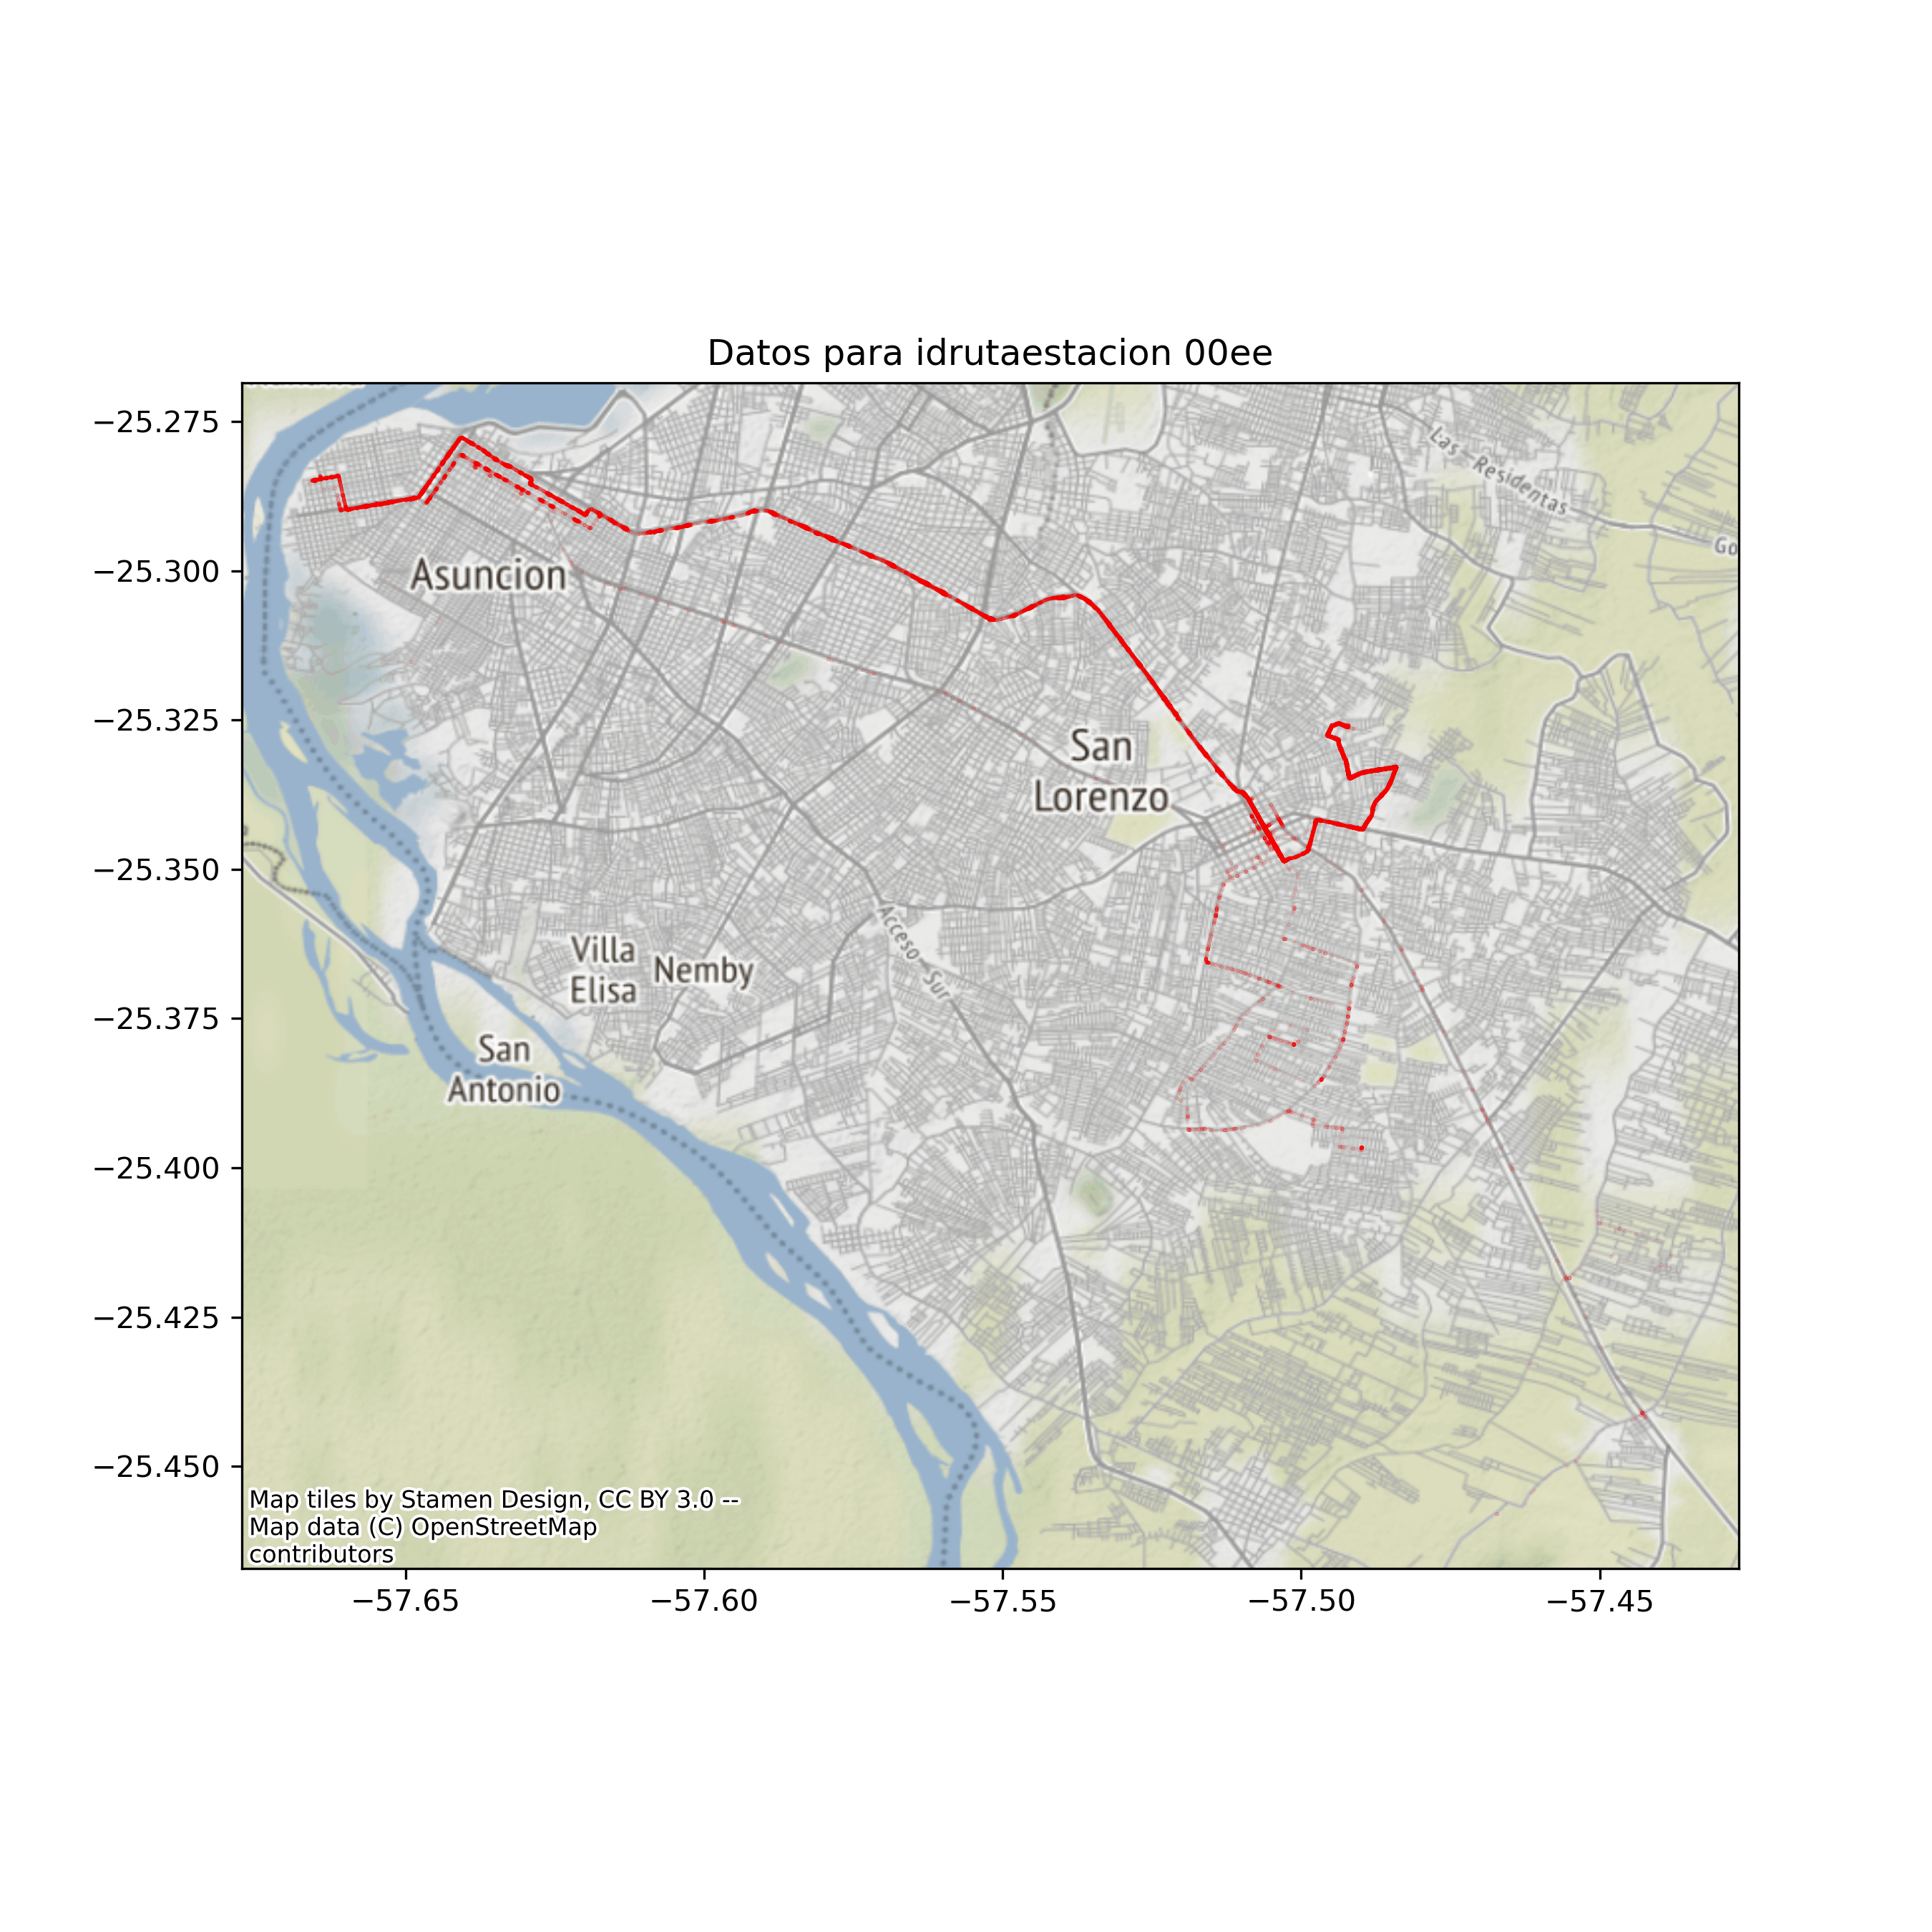 Datos para idrutaestacion 00ee
−25.275
−25.300
−25.325
−25.350
−25.375
−25.400
−25.425
−25.450
Las Residentas
Go
Asuncion
San
Lorenzo
Acceso Sur
Villa
Elisa
Nemby
San
Antonio
Map tiles by Stamen Design, CC BY 3.0 --
Map data (C) OpenStreetMap
contributors
−57.65
−57.60
−57.55
−57.50
−57.45